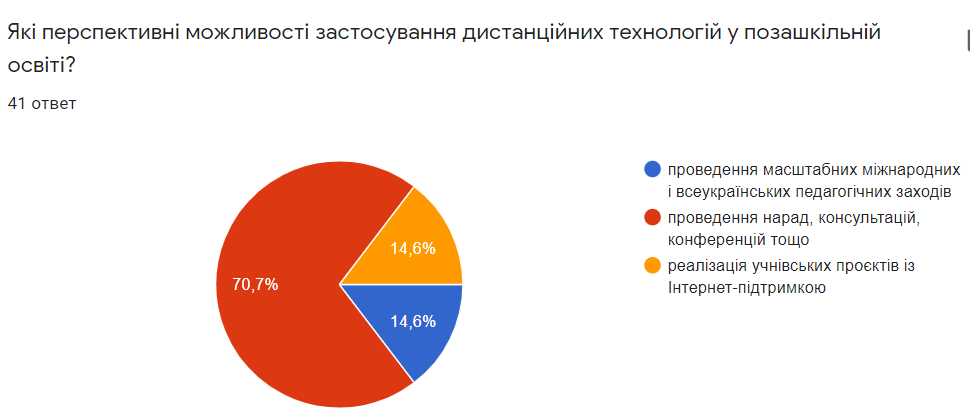 Які перспективні можливості застосування дистанційних технологій у позашкільній
освіті?
41 ответ
проведення масштабних міжнародних
і всеукраїнських педагогічних заходів
проведення нарад, консультацій,
конференцій тощо
реалізація учнівських проєктів із
Інтернет-підтримкою
14,6%
70,7%
14,6%